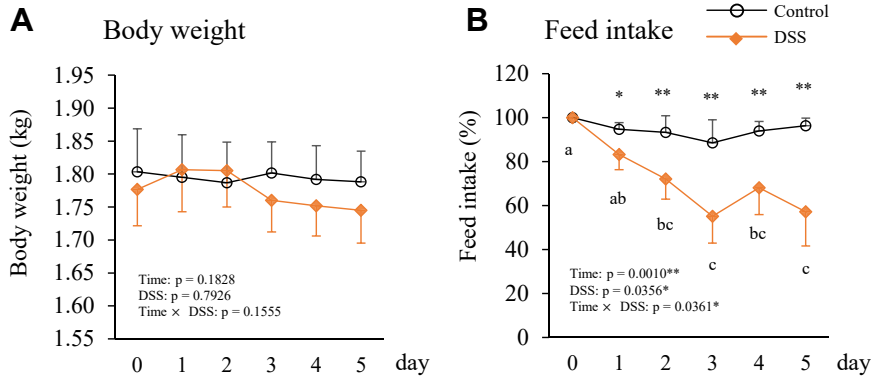 A Body weight
1.95
1.90
1.85
1.80
1.75
1.70
1.65
1.60
1.55
Body weight (kg)
Time: p = 0.1828
DSS: p = 0.7926
Time × DSS: p = 0.1555
0 1 2 3 4 5 day
B Feed intake
Control
DSS
120
100
80
60
40
20
0
Feed intake (%)
* ** ** ** **
a
ab
bc
c
bc
c
Time: p = 0.0010**
DSS: p = 0.0356*
Time × DSS: p = 0.0361*
0 1 2 3 4 5 day